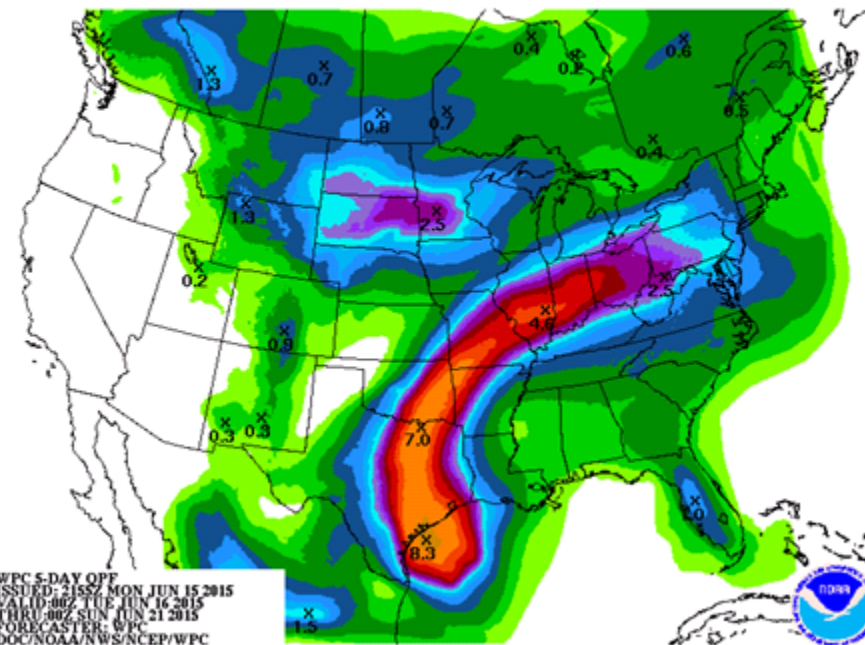 0.4
0.2
0.6
1.3
0.7
0.8
0.7
0.5
0.4
1.3
2.5
0.2
2.5
4.6
0.9
0.3
0.3
7.0
8.3
1.5
WPC 5-DAY QPF
ISSUED: 2155Z MON JUN 15 2015
VALID:00Z TUE JUN 16 2015
THRU:00Z SUN JUN 21 2015
FORECASTER: WPC
DOC/NOAA/NWS/NCEP/WPC
NOAA